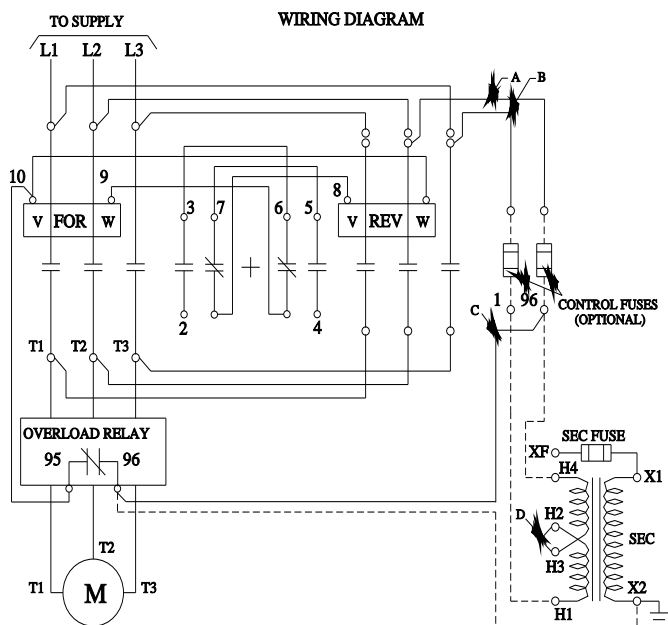 WIRING DIAGRAM
TO SUPPLY
L1 L2 L3
A B
10 9 3 7 6 5 8
V FOR W
V REV W
2 4
1 96
CONTROL FUSES
(OPTIONAL)
C
T1 T2 T3
OVERLOAD RELAY
95 96
SEC FUSE
XF
H4 X1
D H2
SEC
H3
T2
T1 M T3
X2
H1